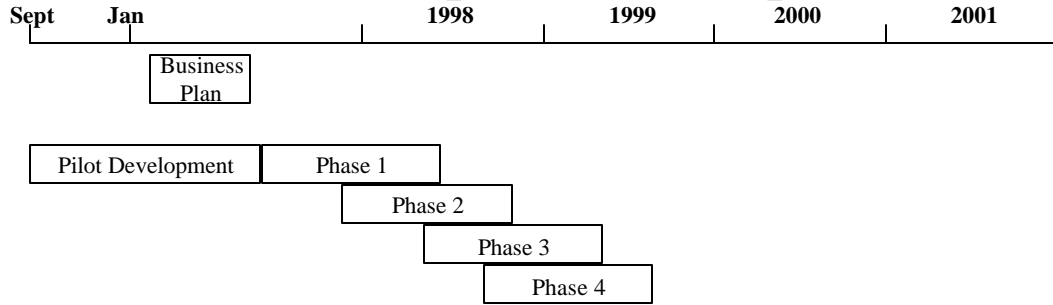 Sept Jan 1998 1999 2000 2001
Business
Plan
Pilot Development Phase 1
Phase 2
Phase 3
Phase 4